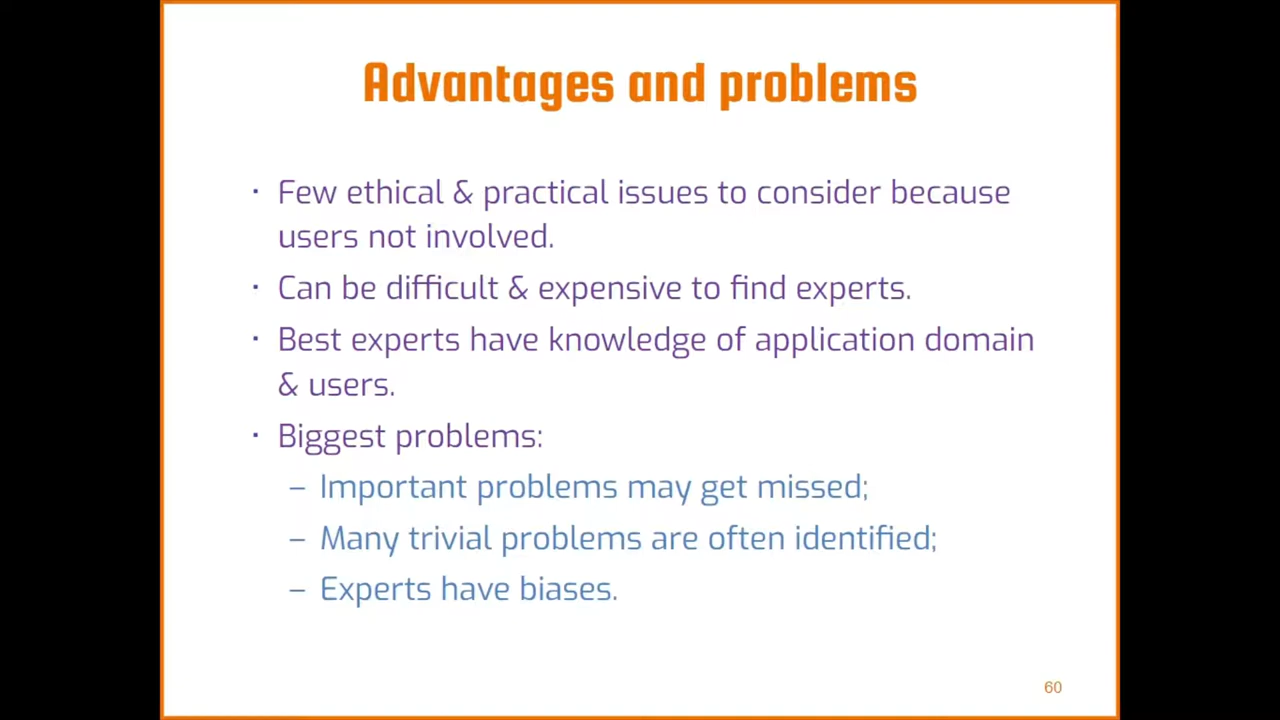 Advantages and problems
· Few ethical & practical issues to consider because
users not involved.
· Can be difficult & expensive to find experts.
· Best experts have knowledge of application domain
& users.
· Biggest problems:
– Important problems may get missed;
– Many trivial problems are often identified;
– Experts have biases.
60